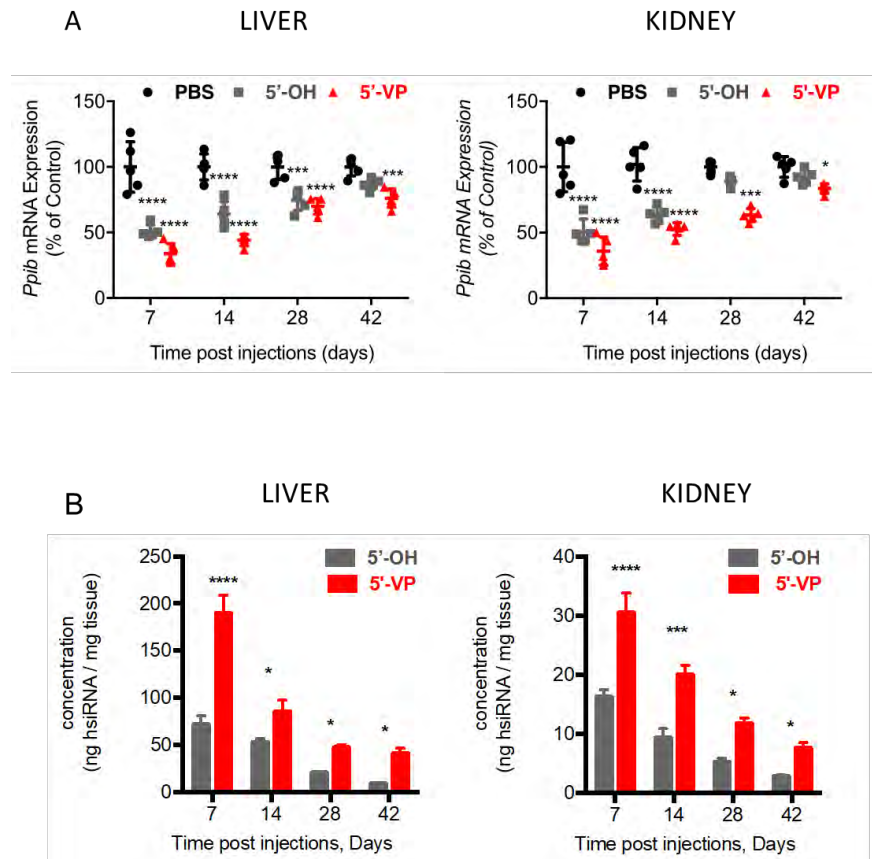 A
LIVER
KIDNEY
150
100
50
0
Ppib mRNA Expression
(% of Control)
PBS 5'-OH 5'-VP
****
****
****
****
***
****
***
7 14 28 42
Time post injections (days)
150
100
50
0
Ppib mRNA Expression
(% of Control)
PBS 5'-OH 5'-VP
****
****
****
****
***
*
7 14 28 42
Time post injections (days)
B
LIVER
KIDNEY
250
200
150
100
50
0
concentration
(ng hsiRNA / mg tissue)
5'-OH
5'-VP
****
*
*
*
7 14 28 42
Time post injections, Days
40
30
20
10
0
concentration
(ng hsiRNA / mg tissue)
5'-OH
5'-VP
****
***
*
*
7 14 28 42
Time post injections, Days